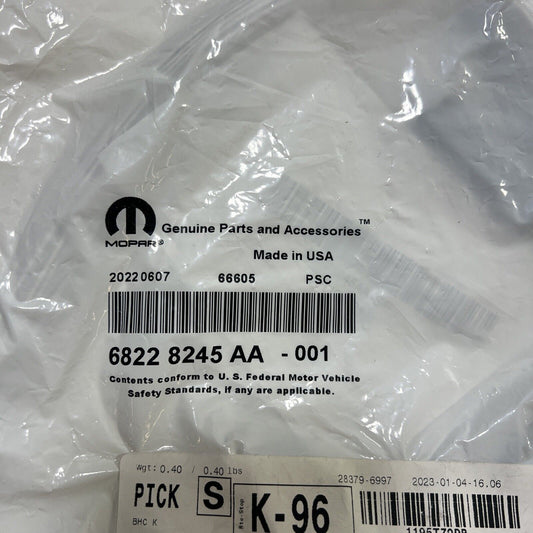 MOPAR® Genuine Parts and Accessories™
Made in USA
20220607 66605 PSC
6822 8245 AA - 001
Contents conform to U. S. Federal Motor Vehicle
Safety Standards, if any are applicable.
Wgt: 0.40 / 0.40 lbs 28379-6997 2023-01-04-16.06
PICK S Rte-Stop K-96
BHC K